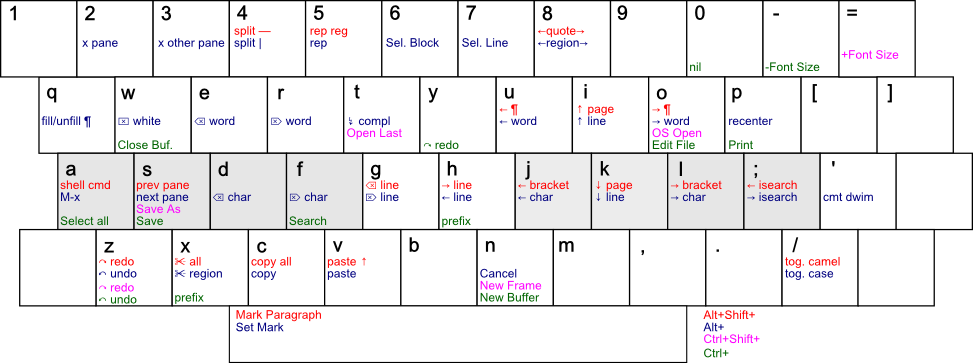 1 2 3 4 5 6 7 8 9 0 - =
split — rep reg ←quote→
x pane x other pane split | rep Sel. Block Sel. Line ←region→
+Font Size
nil -Font Size
q w e r t y u i o p [ ]
← ¶ ↑ page → ¶
fill/unfill ¶ ⌧ white ⌫ word ⌦ word ↯ compl ← word ↑ line → word recenter
Open Last OS Open
Close Buf. ↷ redo Edit File Print
a s d f g h j k l ; '
shell cmd prev pane ⌫ line → line ← bracket ↓ page → bracket ← isearch
M-x next pane ⌫ char ⌦ char ⌦ line ← line ← char ↓ line → char → isearch cmt dwim
Save As
Select all Save Search prefix
z x c v b n m , . /
↷ redo ✀ all copy all paste ↑ tog. camel
↶ undo ✀ region copy paste Cancel tog. case
↷ redo New Frame
↶ undo prefix New Buffer
Mark Paragraph Alt+Shift+
Set Mark Alt+
Ctrl+Shift+
Ctrl+